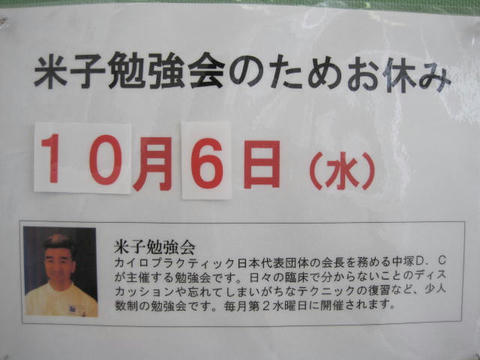 米子勉強会のためお休み
10月6日（水）
米子勉強会
カイロプラクティック日本代表団体の会長を務める中塚D．C
が主催する勉強会です。日々の臨床で分からないことのディス
カッションや忘れてしまいがちなテクニックの復習など、少人
数制の勉強会です。毎月第２水曜日に開催されます。